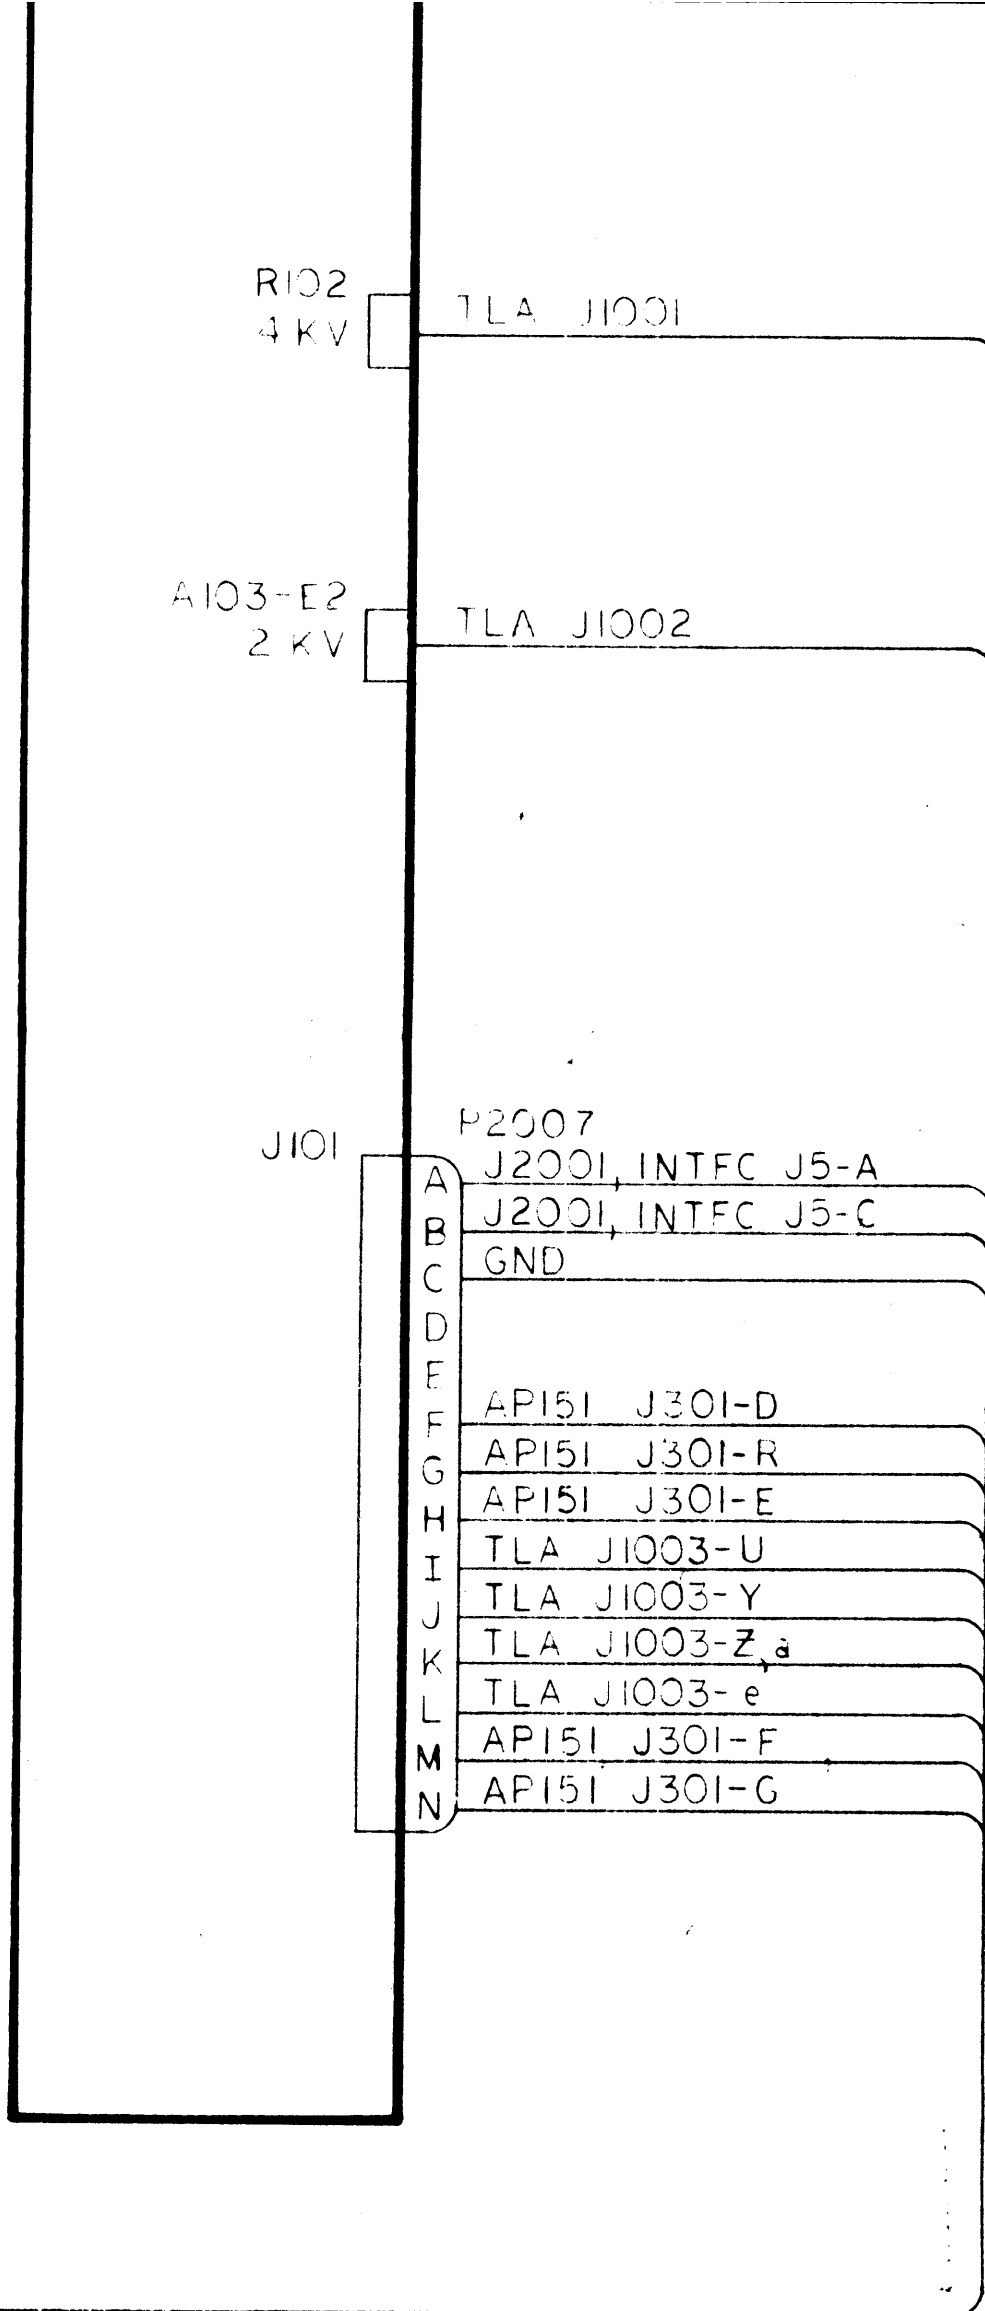 R102
4 KV
TLA J1001
A103-E2
2 KV
TLA J1002
J101
P2007
A J2001, INTFC J5-A
B J2001, INTFC J5-C
C GND
D
E
F AP151 J301-D
G AP151 J301-R
H AP151 J301-E
I TLA J1003-U
J TLA J1003-Y
K TLA J1003-Z,a
L TLA J1003-e
M AP151 J301-F
N AP151 J301-G